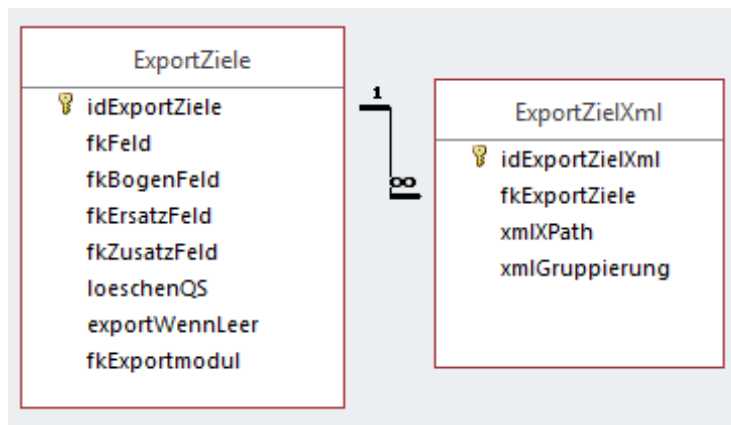 ExportZiele
idExportZiele
fkFeld
fkBogenFeld
fkErsatzFeld
fkZusatzFeld
loeschenQS
exportWennLeer
fkExportmodul
1
∞
ExportZielXml
idExportZielXml
fkExportZiele
xmlXPath
xmlGruppierung